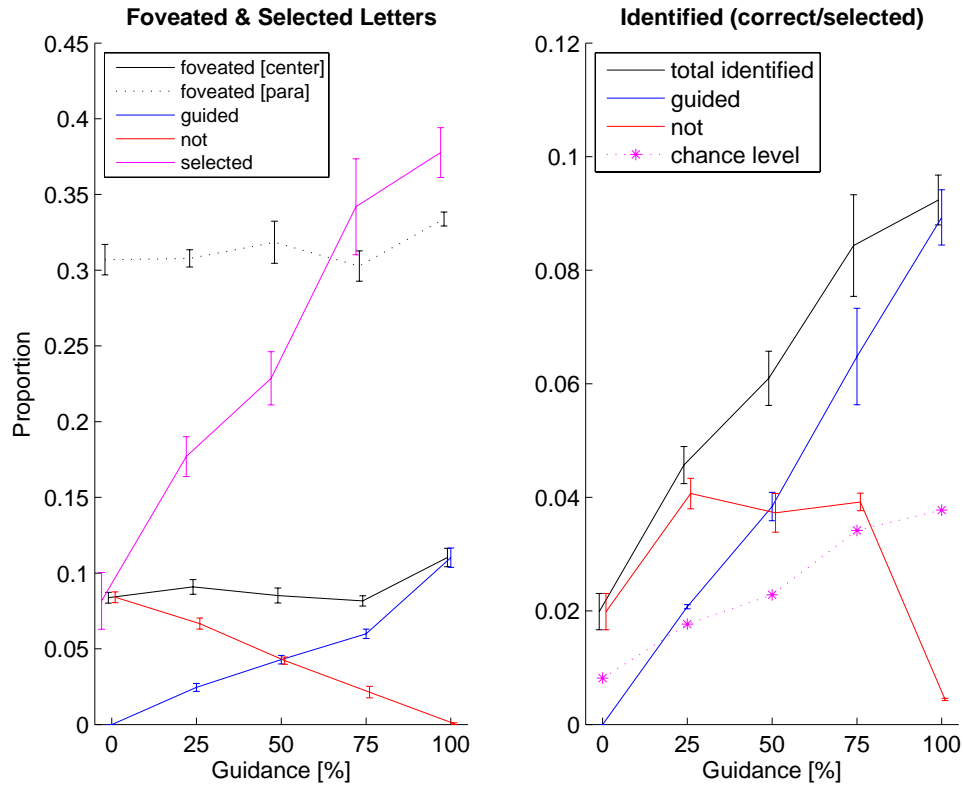 Foveated & Selected Letters
0.45
0.4
0.35
0.3
0.25
0.2
0.15
0.1
0.05
0
Proportion
foveated [center]
foveated [para]
guided
not
selected
0 25 50 75 100
Guidance [%]
Identified (correct/selected)
0.12
0.1
0.08
0.06
0.04
0.02
0
total identified
guided
not
chance level
0 25 50 75 100
Guidance [%]